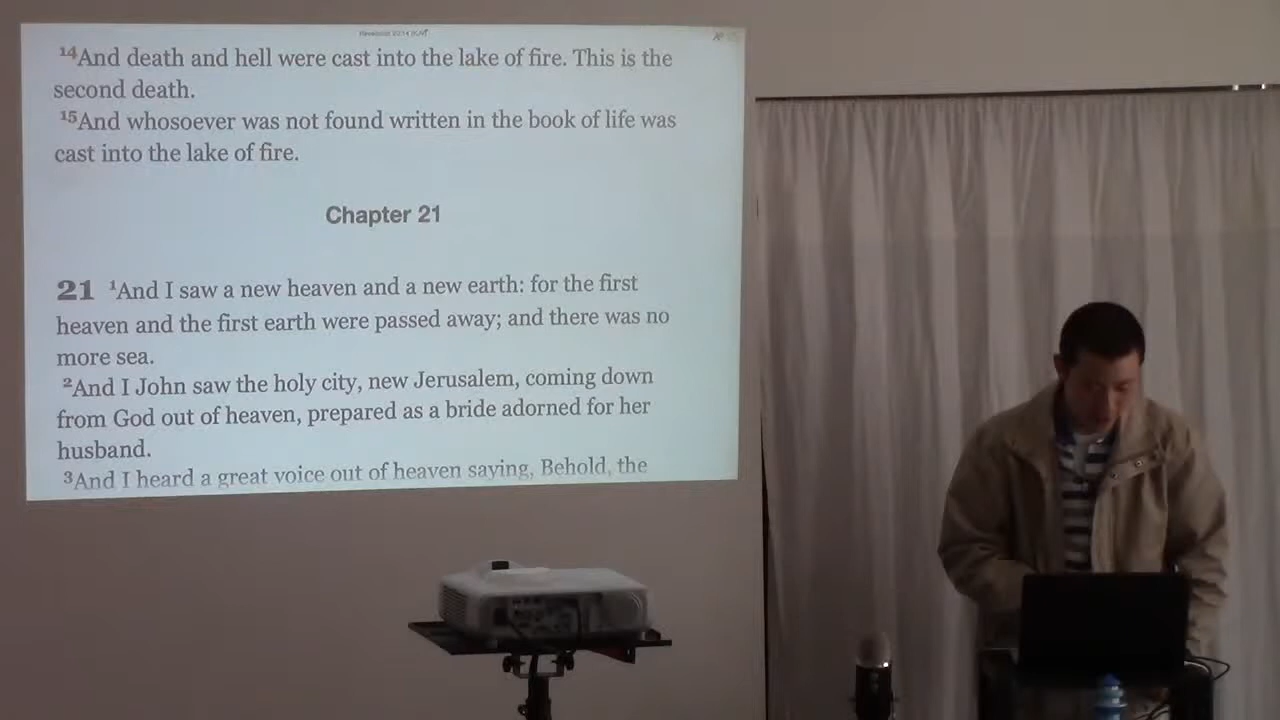 ¹⁴And death and hell were cast into the lake of fire. This is the
second death.
¹⁵And whosoever was not found written in the book of life was
cast into the lake of fire.
Chapter 21
21 ¹And I saw a new heaven and a new earth: for the first
heaven and the first earth were passed away; and there was no
more sea.
²And I John saw the holy city, new Jerusalem, coming down
from God out of heaven, prepared as a bride adorned for her
husband.
³And I heard a great voice out of heaven saying, Behold, the